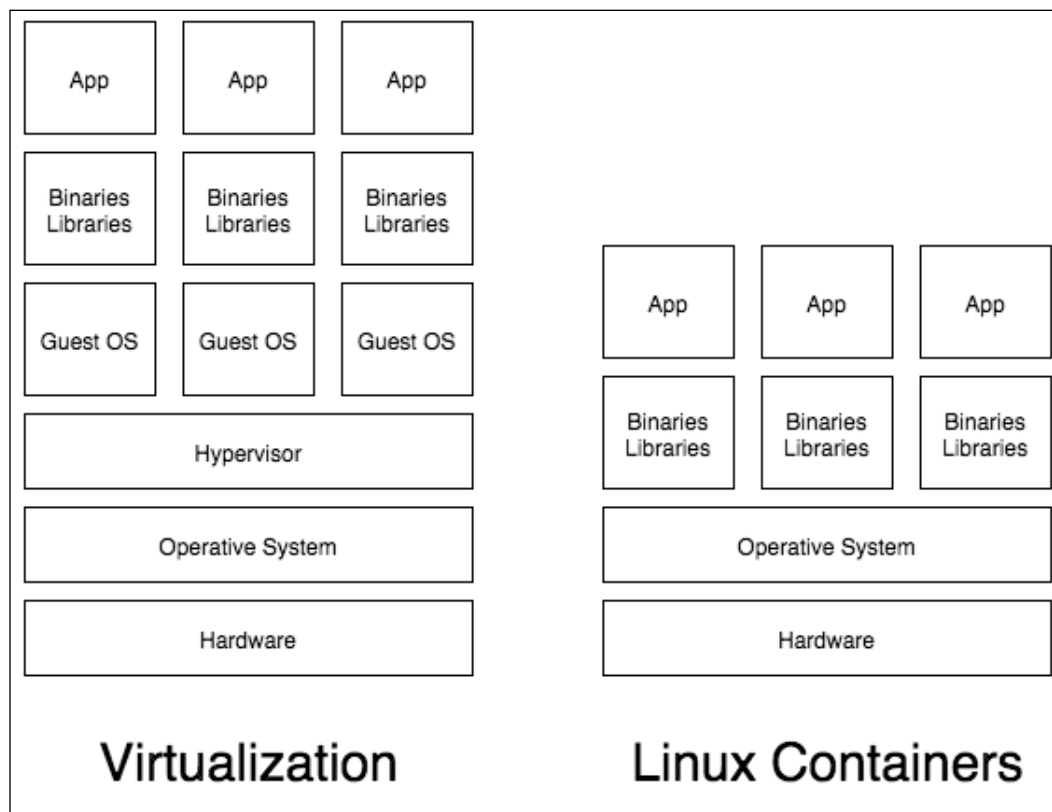 App
App
App
Binaries
Libraries
Binaries
Libraries
Binaries
Libraries
Guest OS
Guest OS
Guest OS
Hypervisor
Operative System
Hardware
Virtualization
App
App
App
Binaries
Libraries
Binaries
Libraries
Binaries
Libraries
Operative System
Hardware
Linux Containers